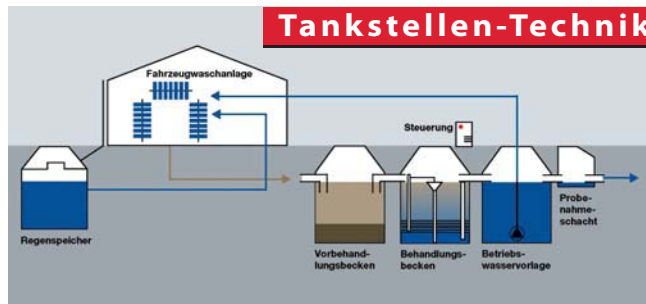 Tankstellen-Technik
Fahrzeugwaschanlage
Steuerung
Regenspeicher
Vorbehand-
lungsbecken
Behandlungs-
becken
Betriebs-
wasservorlage
Probe-
nahme-
schacht